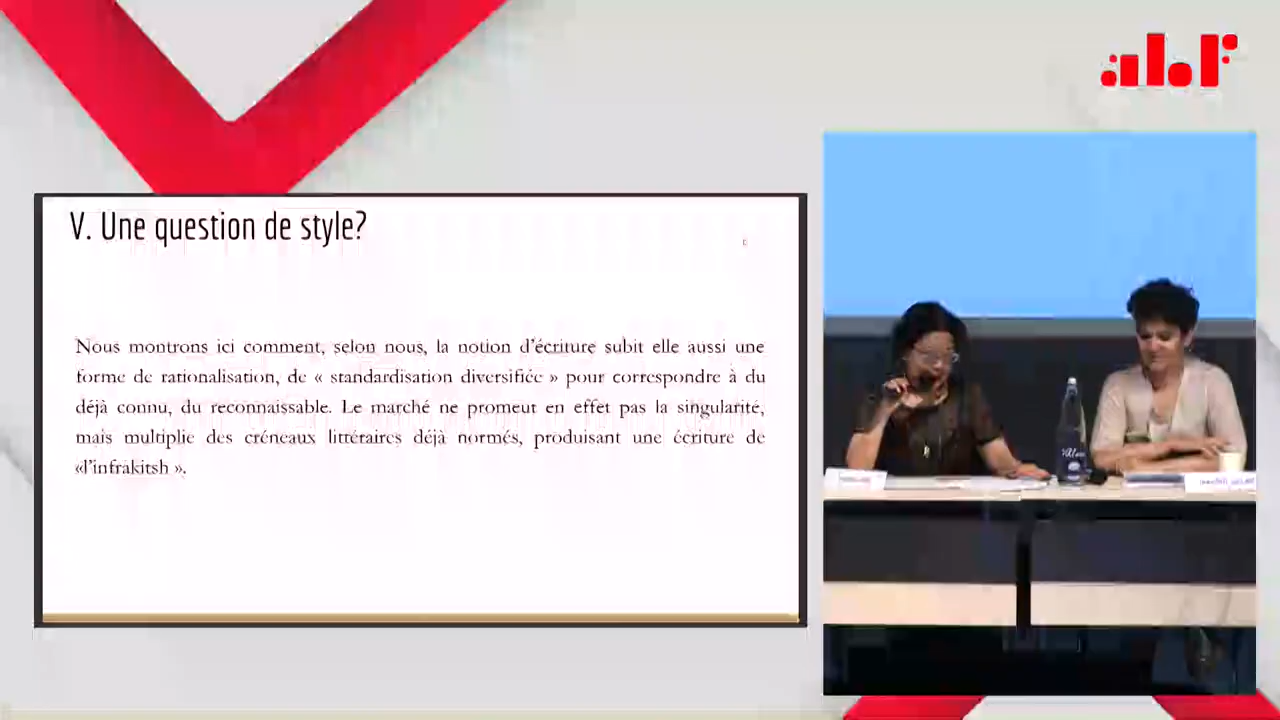 abf
V. Une question de style?
Nous montrons ici comment, selon nous, la notion d'écriture subit elle aussi une
forme de rationalisation, de « standardisation diversifiée » pour correspondre à du
déjà connu, du reconnaissable. Le marché ne promeut en effet pas la singularité,
mais multiplie des créneaux littéraires déjà normés, produisant une écriture de
«l'infrakitsh ».